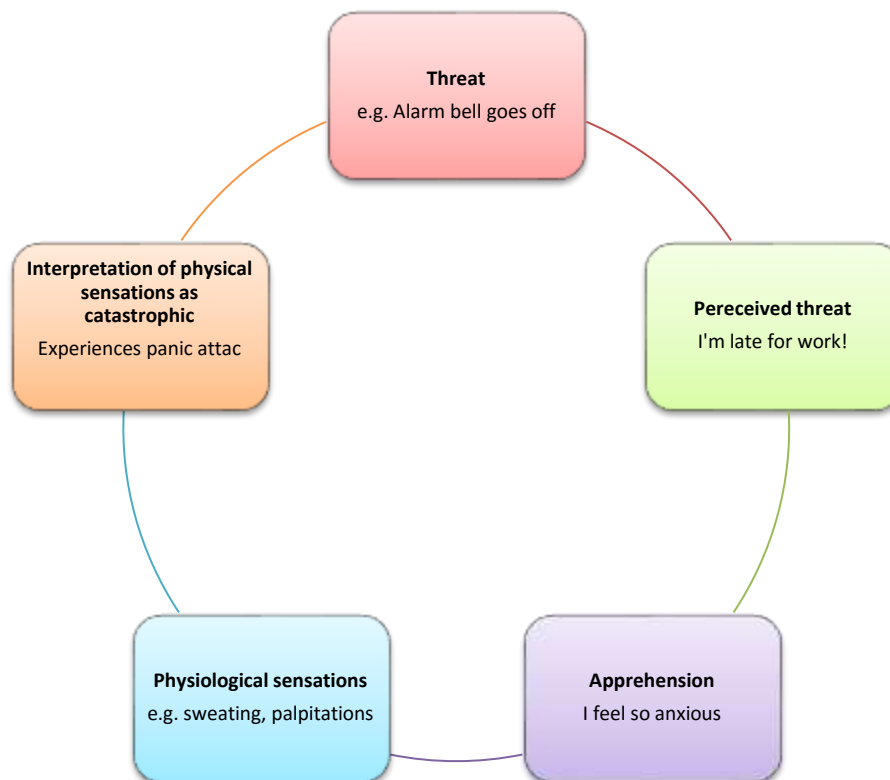 Threat
e.g. Alarm bell goes off
Interpretation of physical
sensations as
catastrophic
Experiences panic attac
Pereceived threat
I'm late for work!
Physiological sensations
e.g. sweating, palpitations
Apprehension
I feel so anxious